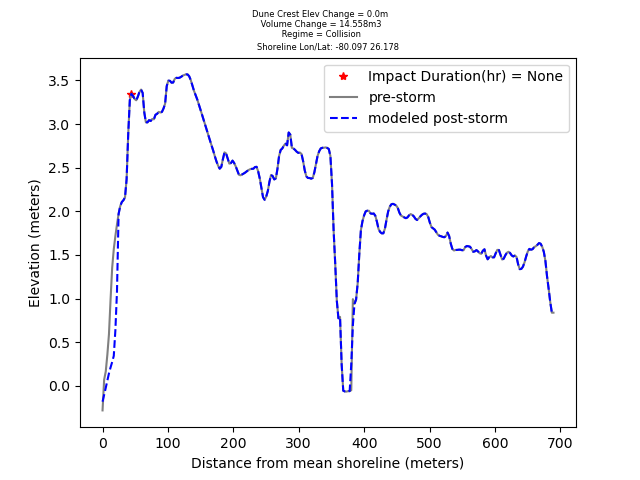 Dune Crest Elev Change = 0.0m
Volume Change = 14.558m3
Regime = Collision
Shoreline Lon/Lat: -80.097 26.178
Impact Duration(hr) = None
pre-storm
modeled post-storm
Elevation (meters)
3.5
3.0
2.5
2.0
1.5
1.0
0.5
0.0
0 100 200 300 400 500 600 700
Distance from mean shoreline (meters)